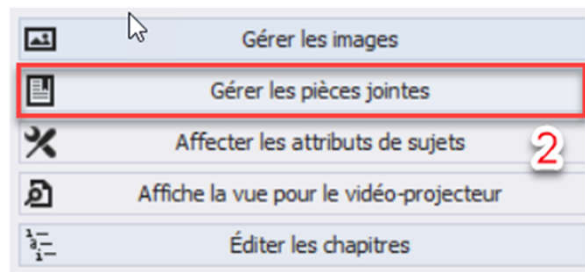 Gérer les images
Gérer les pièces jointes
Affecter les attributs de sujets
2
Affiche la vue pour le vidéo-projecteur
Éditer les chapitres